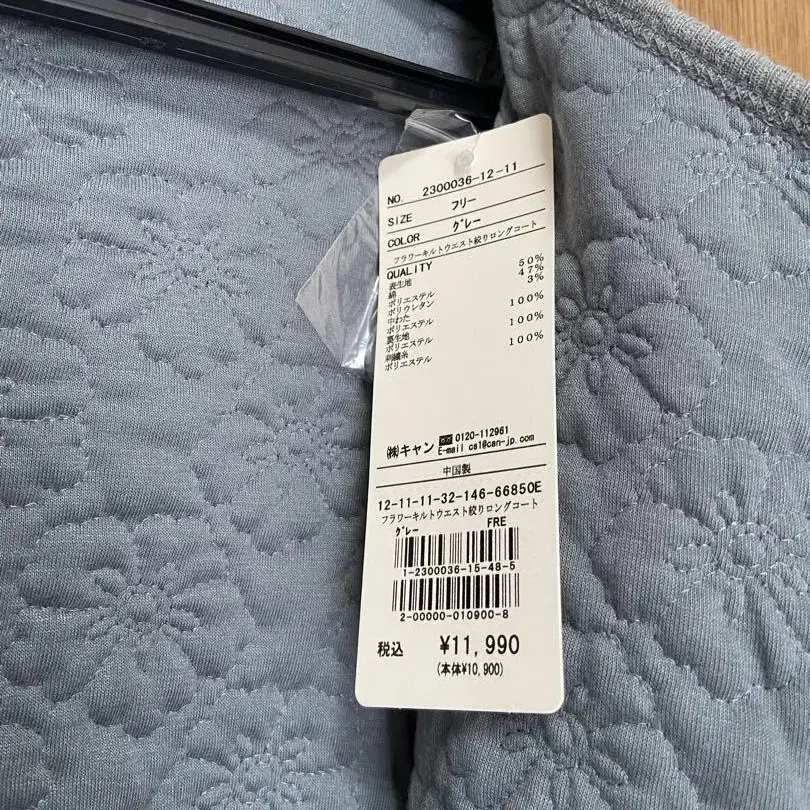 NO. 2300036-12-11
SIZE フリー
COLOR グレー
フラワーキルトウエスト絞りロングコート
QUALITY
表生地
綿 50%
ポリエステル 47%
ポリウレタン 3%
中わた
ポリエステル 100%
裏生地
ポリエステル 100%
刺繍糸
ポリエステル 100%
㈱キャン 0120-112961
E-mail cs1@can-jp.com
中国製
12-11-11-32-146-66850E
フラワーキルトウエスト絞りロングコート
グレー FRE
1-2300036-15-48-5
2-00000-010900-8
税込 ¥11,990
(本体¥10,900)